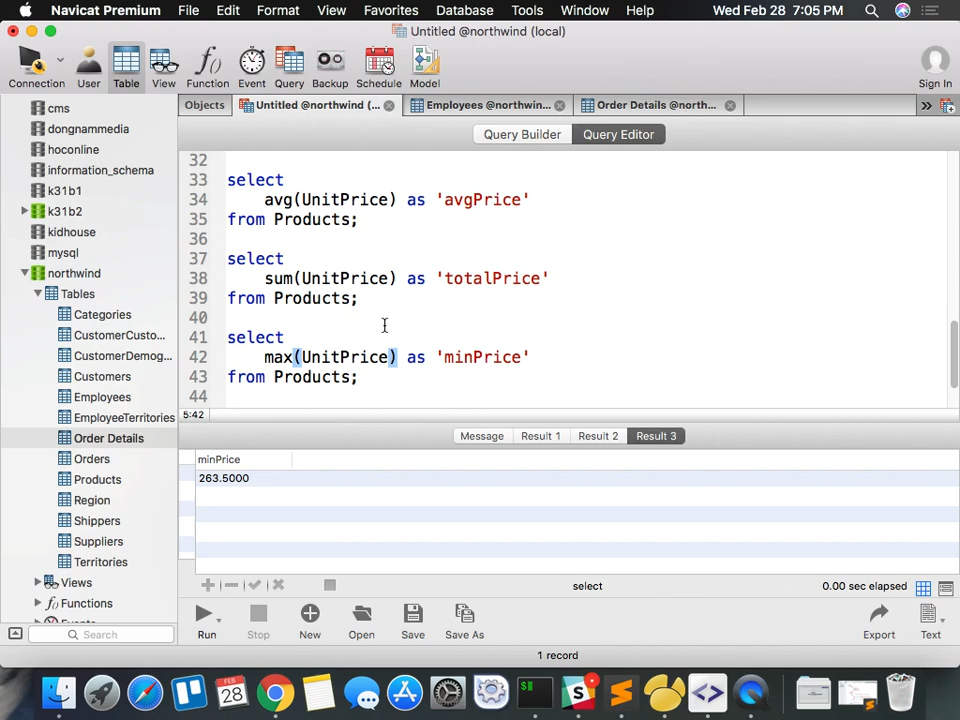 Navicat Premium File Edit Format View Favorites Database Tools Window Help Wed Feb 28 7:05 PM
Untitled @northwind (local)
Connection User Table View Function Event Query Backup Schedule Model Sign In
Objects Untitled @northwind (... Employees @northwin... Order Details @north...
Query Builder Query Editor
cms
dongnammedia
hoconline
information_schema
k31b1
k31b2
kidhouse
mysql
northwind
Tables
Categories
CustomerCusto...
CustomerDemog...
Customers
Employees
EmployeeTerritories
Order Details
Orders
Products
Region
Shippers
Suppliers
Territories
Views
Functions
Search
32
33 select
34 avg(UnitPrice) as 'avgPrice'
35 from Products;
36
37 select
38 sum(UnitPrice) as 'totalPrice'
39 from Products;
40
41 select
42 max(UnitPrice) as 'minPrice'
43 from Products;
44
5:42
Message Result 1 Result 2 Result 3
minPrice
263.5000
select 0.00 sec elapsed
Run Stop New Open Save Save As Export Text
1 record
FEB
28